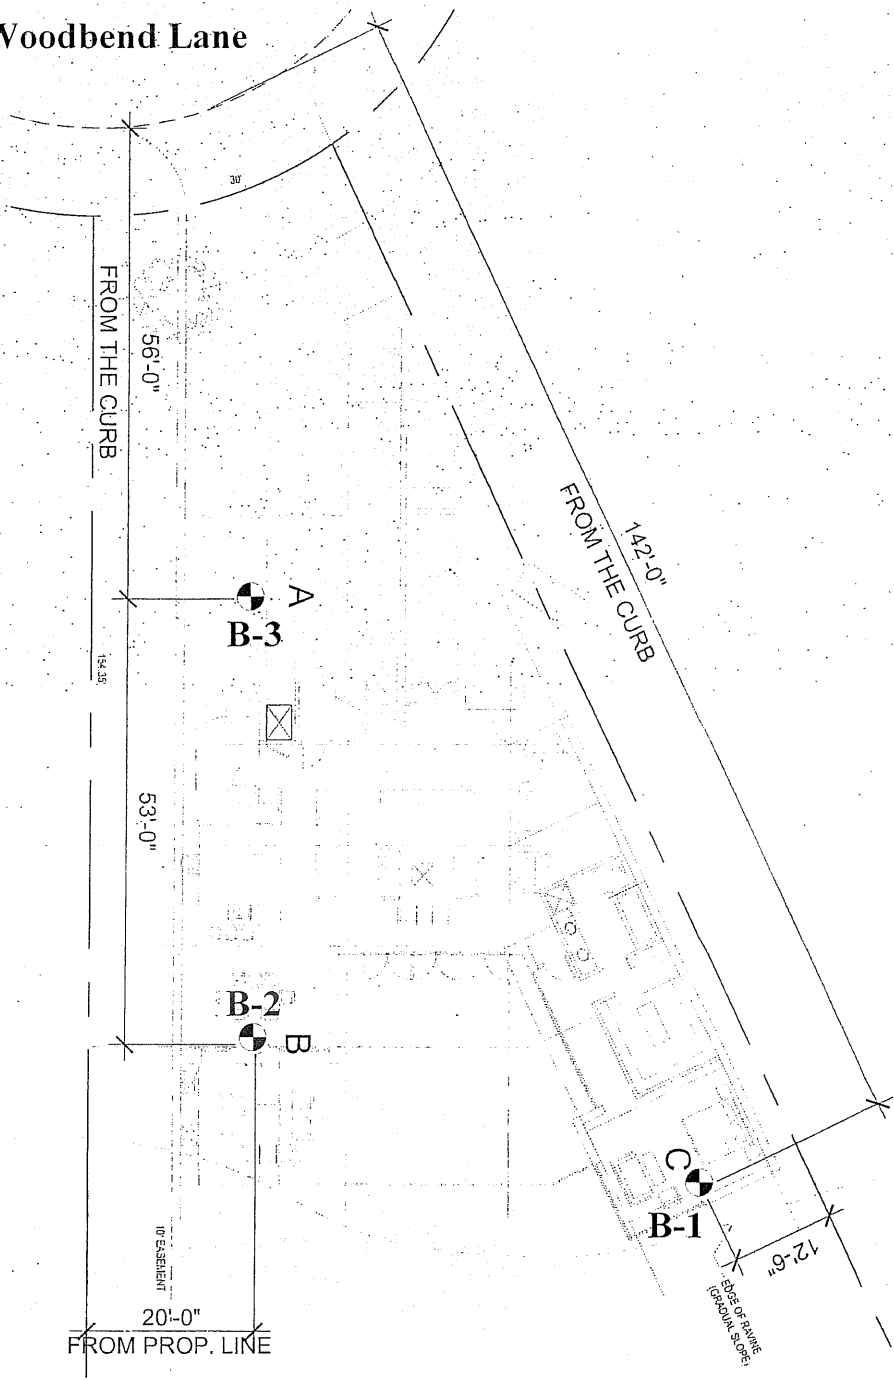 Woodbend Lane
30'
FROM THE CURB
56'-0"
142'-0"
FROM THE CURB
A
B-3
154.35'
53'-0"
B-2
B
C
B-1
12'-6"
EDGE OF RAVINE
(GRADUAL SLOPE)
10' EASEMENT
20'-0"
FROM PROP. LINE